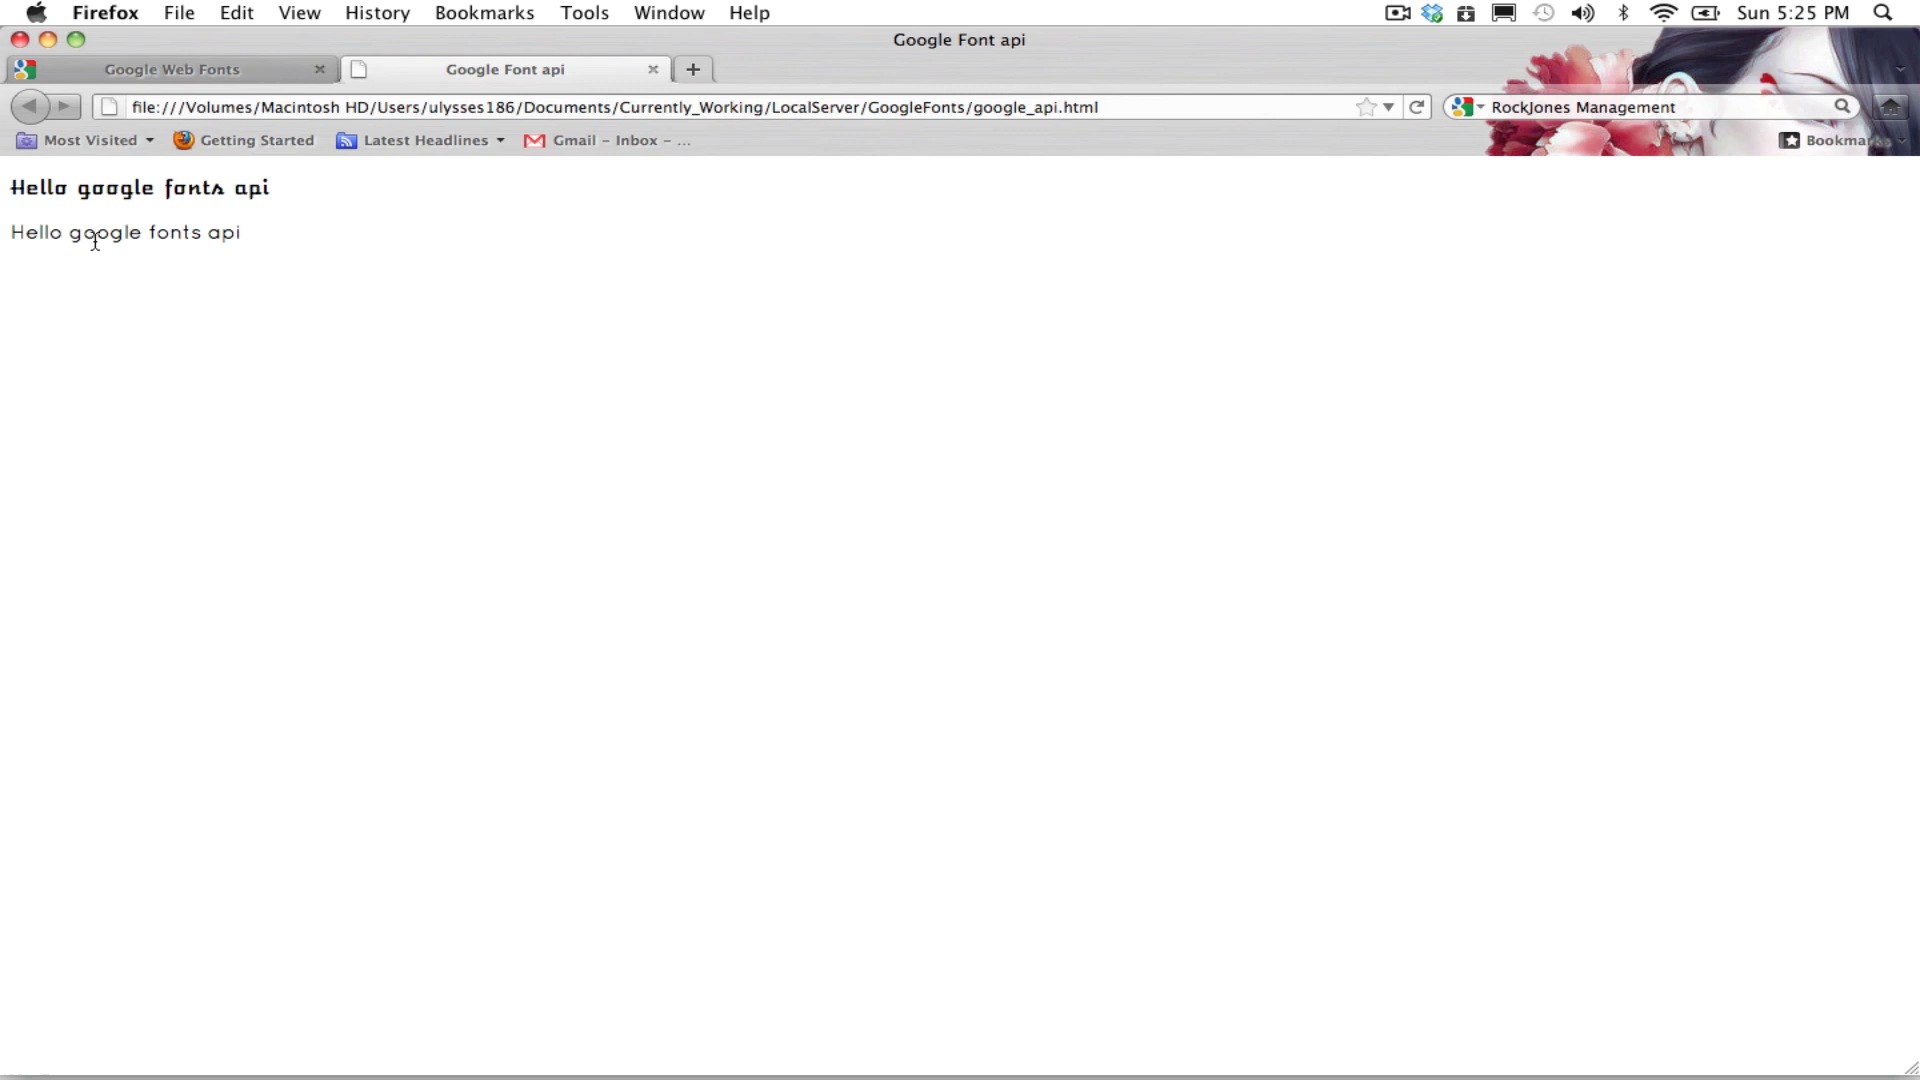 Firefox File Edit View History Bookmarks Tools Window Help Sun 5:25 PM
Google Font api
Google Web Fonts Google Font api
file:///Volumes/Macintosh HD/Users/ulysses186/Documents/Currently_Working/LocalServer/GoogleFonts/google_api.html RockJones Management
Most Visited Getting Started Latest Headlines Gmail – Inbox – ...
Hello google fonts api
Hello google fonts api